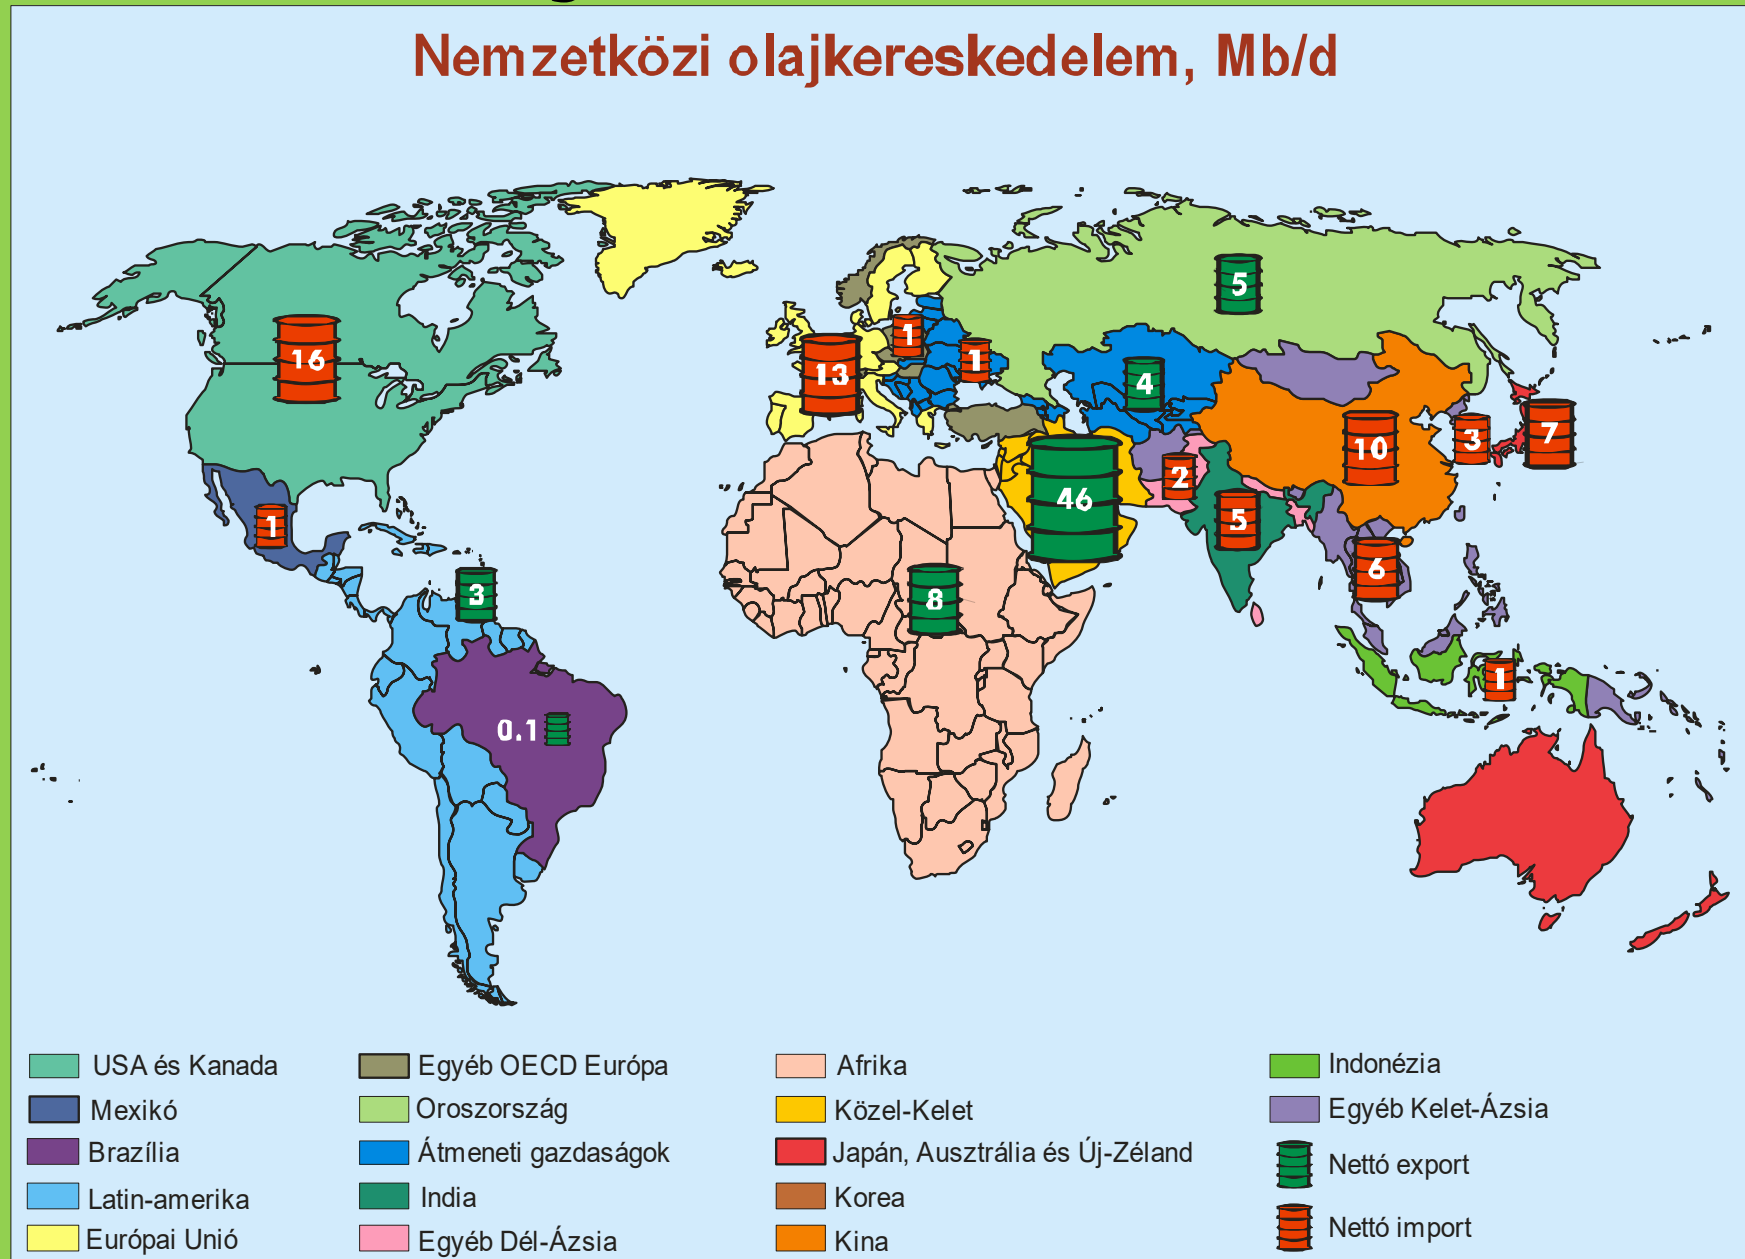 Nemzetközi olajkereskedelem, Mb/d
5
16
1
13
1
4
10
3
7
46
2
5
1
6
3
8
1
0.1
USA és Kanada
Mexikó
Brazília
Latin-amerika
Európai Unió
Egyéb OECD Európa
Oroszország
Átmeneti gazdaságok
India
Egyéb Dél-Ázsia
Afrika
Közel-Kelet
Japán, Ausztrália és Új-Zéland
Korea
Kina
Indonézia
Egyéb Kelet-Ázsia
Nettó export
Nettó import